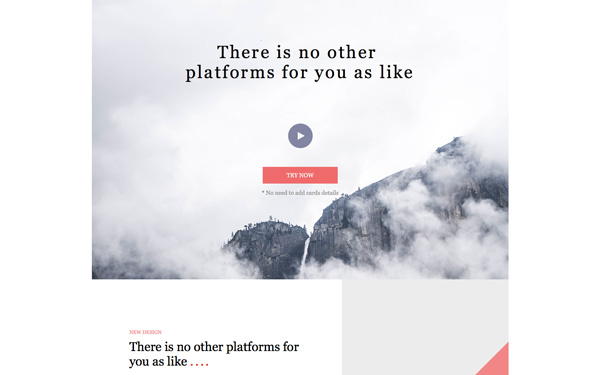 There is no other
platforms for you as like
TRY NOW
* No need to add cards details
NEW DESIGN
There is no other platforms for
you as like . . . .